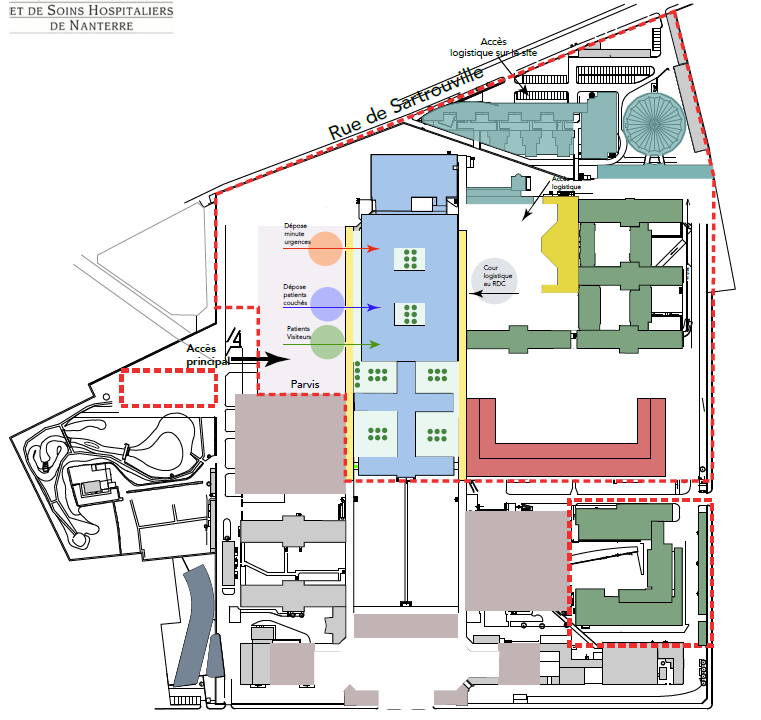 ET DE SOINS HOSPITALIERS
DE NANTERRE
Accès
logistique sur le site
Rue de Sartrouville
Accès
logistique
Dépose
minute
urgences
Cour
logistique
au RDC
Dépose
patients
couchés
Patients
Visiteurs
Accès
principal
Parvis